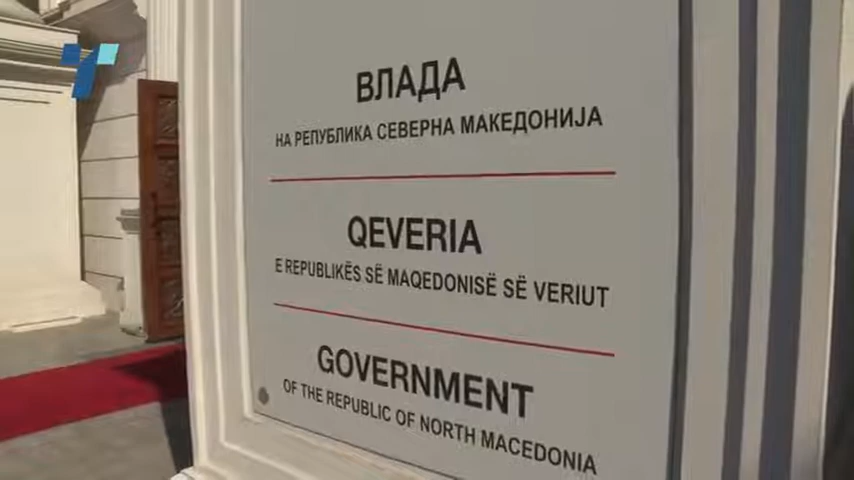 ВЛАДА
НА РЕПУБЛИКА СЕВЕРНА МАКЕДОНИЈА
QEVERIA
E REPUBLIKËS SË MAQEDONISË SË VERIUT
GOVERNMENT
OF THE REPUBLIC OF NORTH MACEDONIA